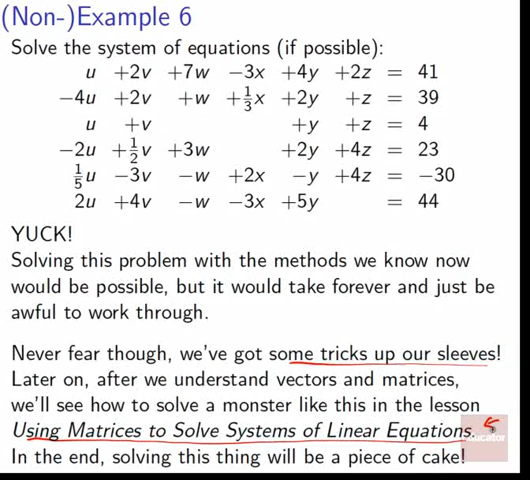 (Non-)Example 6
Solve the system of equations (if possible):
u +2v +7w −3x +4y +2z = 41
−4u +2v +w +1/3x +2y +z = 39
u +v +y +z = 4
−2u +1/2v +3w +2y +4z = 23
1/5u −3v −w +2x −y +4z = −30
2u +4v −w −3x +5y = 44
YUCK!
Solving this problem with the methods we know now
would be possible, but it would take forever and just be
awful to work through.
Never fear though, we've got some tricks up our sleeves!
Later on, after we understand vectors and matrices,
we'll see how to solve a monster like this in the lesson
Using Matrices to Solve Systems of Linear Equations.
In the end, solving this thing will be a piece of cake!